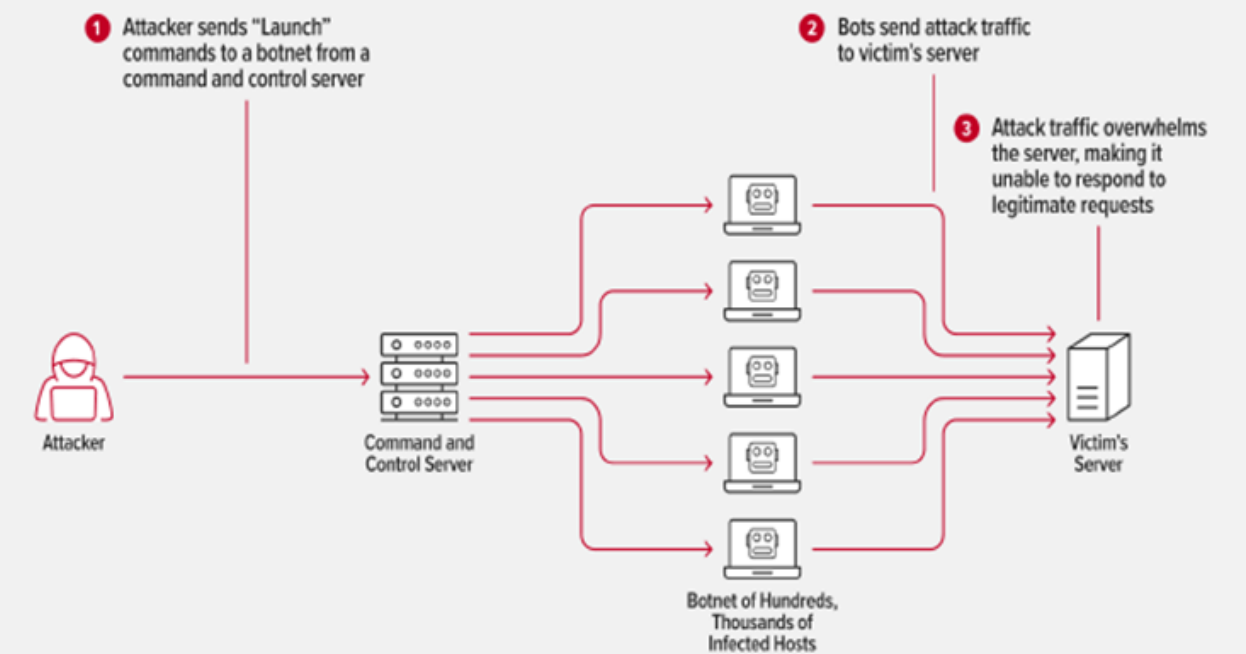 1 Attacker sends “Launch”
commands to a botnet from a
command and control server
2 Bots send attack traffic
to victim's server
3 Attack traffic overwhelms
the server, making it
unable to respond to
legitimate requests
Attacker
Command and
Control Server
Botnet of Hundreds,
Thousands of
Infected Hosts
Victim's
Server